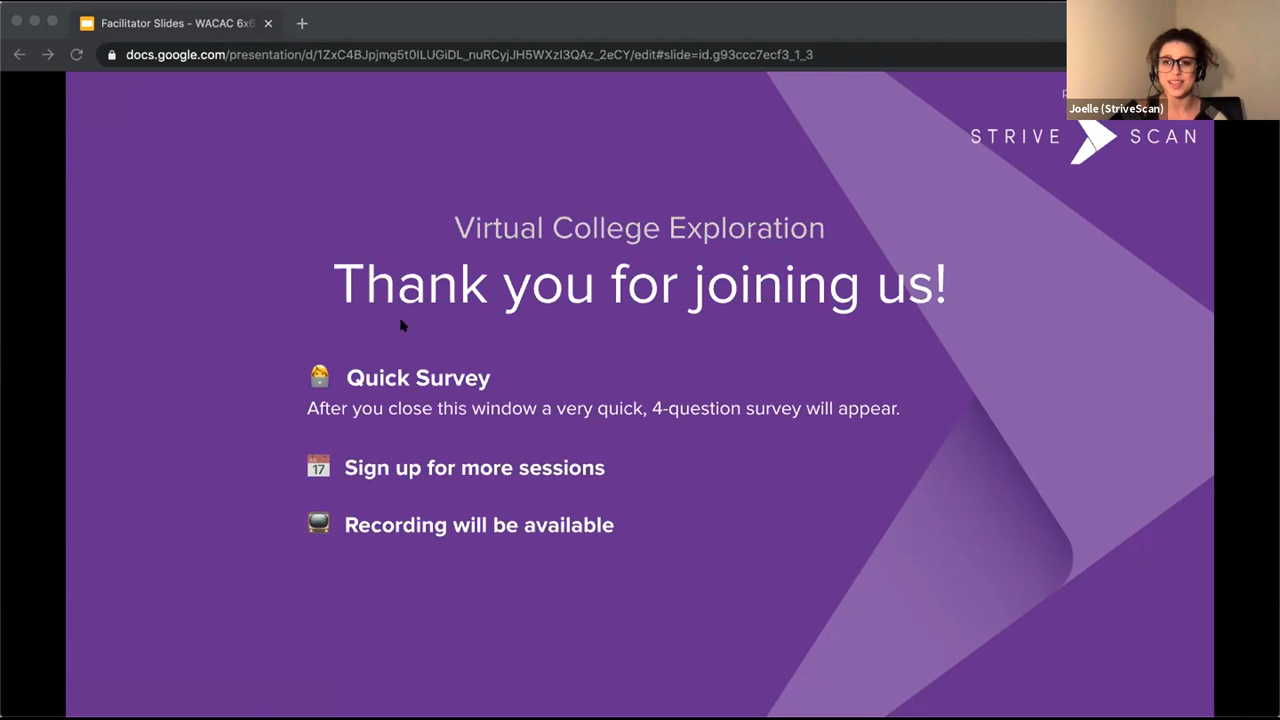 Facilitator Slides - WACAC 6x6
docs.google.com/presentation/d/1ZxC4BJpjmg5t0ILUGiDL_nuRCyjJH5WXzI3QAz_2eCY/edit#slide=id.g93ccc7ecf3_1_3
Joelle (StriveScan)
STRIVE SCAN
Virtual College Exploration
Thank you for joining us!
Quick Survey
After you close this window a very quick, 4-question survey will appear.
17 Sign up for more sessions
Recording will be available